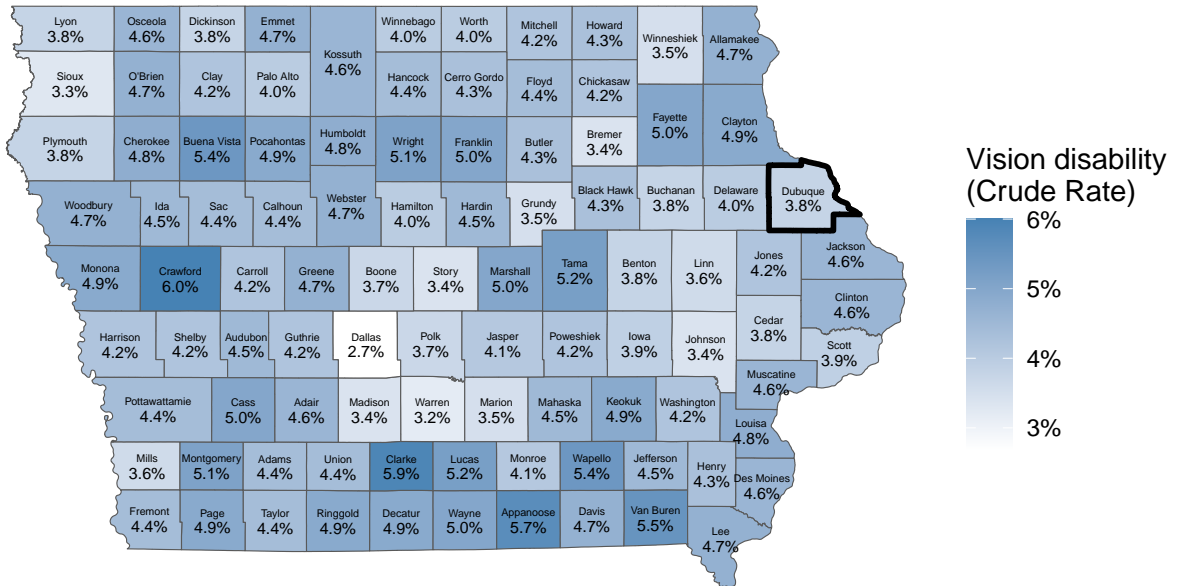 Lyon
3.8%
Osceola
4.6%
Dickinson
3.8%
Emmet
4.7%
Kossuth
4.6%
Winnebago
4.0%
Worth
4.0%
Mitchell
4.2%
Howard
4.3%
Winneshiek
3.5%
Allamakee
4.7%
Sioux
3.3%
O'Brien
4.7%
Clay
4.2%
Palo Alto
4.0%
Hancock
4.4%
Cerro Gordo
4.3%
Floyd
4.4%
Chickasaw
4.2%
Fayette
5.0%
Clayton
4.9%
Plymouth
3.8%
Cherokee
4.8%
Buena Vista
5.4%
Pocahontas
4.9%
Humboldt
4.8%
Wright
5.1%
Franklin
5.0%
Butler
4.3%
Bremer
3.4%
Woodbury
4.7%
Ida
4.5%
Sac
4.4%
Calhoun
4.4%
Webster
4.7%
Hamilton
4.0%
Hardin
4.5%
Grundy
3.5%
Black Hawk
4.3%
Buchanan
3.8%
Delaware
4.0%
Dubuque
3.8%
Monona
4.9%
Crawford
6.0%
Carroll
4.2%
Greene
4.7%
Boone
3.7%
Story
3.4%
Marshall
5.0%
Tama
5.2%
Benton
3.8%
Linn
3.6%
Jones
4.2%
Jackson
4.6%
Clinton
4.6%
Harrison
4.2%
Shelby
4.2%
Audubon
4.5%
Guthrie
4.2%
Dallas
2.7%
Polk
3.7%
Jasper
4.1%
Poweshiek
4.2%
Iowa
3.9%
Johnson
3.4%
Cedar
3.8%
Scott
3.9%
Muscatine
4.6%
Pottawattamie
4.4%
Cass
5.0%
Adair
4.6%
Madison
3.4%
Warren
3.2%
Marion
3.5%
Mahaska
4.5%
Keokuk
4.9%
Washington
4.2%
Louisa
4.8%
Mills
3.6%
Montgomery
5.1%
Adams
4.4%
Union
4.4%
Clarke
5.9%
Lucas
5.2%
Monroe
4.1%
Wapello
5.4%
Jefferson
4.5%
Henry
4.3%
Des Moines
4.6%
Fremont
4.4%
Page
4.9%
Taylor
4.4%
Ringgold
4.9%
Decatur
4.9%
Wayne
5.0%
Appanoose
5.7%
Davis
4.7%
Van Buren
5.5%
Lee
4.7%
Vision disability
(Crude Rate)
6%
5%
4%
3%